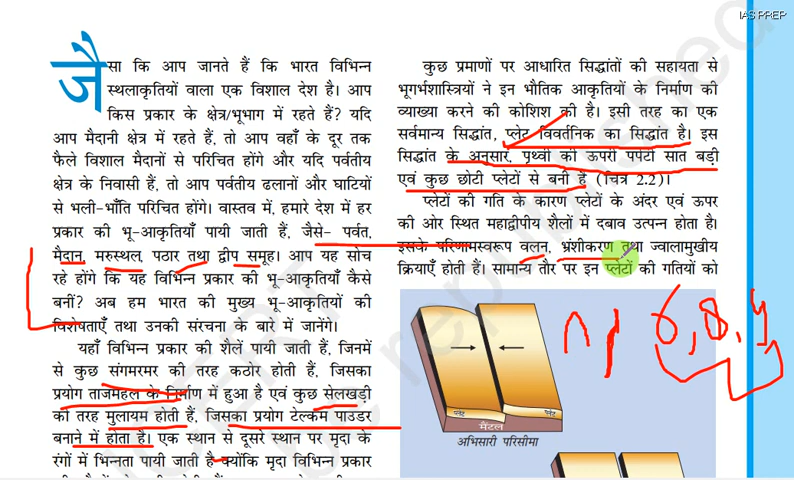 IAS PREP
जैसा कि आप जानते हैं कि भारत विभिन्न
स्थलाकृतियों वाला एक विशाल देश है। आप
किस प्रकार के क्षेत्र/भूभाग में रहते हैं? यदि
आप मैदानी क्षेत्र में रहते हैं, तो आप वहाँ के दूर तक
फैले विशाल मैदानों से परिचित होंगे और यदि पर्वतीय
क्षेत्र के निवासी हैं, तो आप पर्वतीय ढलानों और घाटियों
से भली-भाँति परिचित होंगे। वास्तव में, हमारे देश में हर
प्रकार की भू-आकृतियाँ पायी जाती हैं, जैसे- पर्वत,
मैदान, मरुस्थल, पठार तथा द्वीप समूह। आप यह सोच
रहे होंगे कि यह विभिन्न प्रकार की भू-आकृतियाँ कैसे
बनीं? अब हम भारत की मुख्य भू-आकृतियों की
विशेषताएँ तथा उनकी संरचना के बारे में जानेंगे।
यहाँ विभिन्न प्रकार की शैलें पायी जाती हैं, जिनमें
से कुछ संगमरमर की तरह कठोर होती हैं, जिसका
प्रयोग ताजमहल के निर्माण में हुआ है एवं कुछ सेलखड़ी
की तरह मुलायम होती हैं, जिसका प्रयोग टेल्कम पाउडर
बनाने में होता है। एक स्थान से दूसरे स्थान पर मृदा के
रंगों में भिन्नता पायी जाती है क्योंकि मृदा विभिन्न प्रकार
कुछ प्रमाणों पर आधारित सिद्धांतों की सहायता से
भूगर्भशास्त्रियों ने इन भौतिक आकृतियों के निर्माण की
व्याख्या करने की कोशिश की है। इसी तरह का एक
सर्वमान्य सिद्धांत, प्लेट विवर्तनिक का सिद्धांत है। इस
सिद्धांत के अनुसार, पृथ्वी की ऊपरी पर्पटी सात बड़ी
एवं कुछ छोटी प्लेटों से बनी है (चित्र 2.2)।
प्लेटों की गति के कारण प्लेटों के अंदर एवं ऊपर
की ओर स्थित महाद्वीपीय शैलों में दबाव उत्पन्न होता है।
इसके परिणामस्वरूप वलन, भ्रंशीकरण तथा ज्वालामुखीय
क्रियाएँ होती हैं। सामान्य तौर पर इन प्लेटों की गतियों को
6, 8, 4
प्लेट
प्लेट
मैंटल
अभिसारी परिसीमा